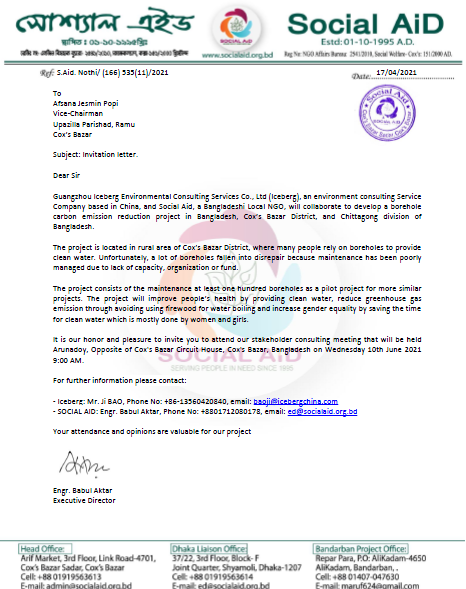 সোশ্যাল এইড
স্থাপিত : ০১-১০-১৯৯৫খ্রিঃ
Social AiD
Estd:01-10-1995 A.D.
www.socialaid.org.bd
Reg No: NGO Affairs Bureau 2941/2010, Social Welfare- Cox's: 151/2000 AD.
Ref: S.Aid. Nothi/ (166) 535(11)/2021
Date: 17/04/2021
Social Aid
To
Afsana Jesmin Popi
Vice-Chairman
Upazilla Parishad, Ramu
Cox's Bazar
Subject: Invitation letter.
Dear Sir
Guangzhou Iceberg Environmental Consulting Services Co., Ltd (Iceberg), an environment consulting Service
Company based in China, and Social Aid, a Bangladeshi Local NGO, will collaborate to develop a borehole
carbon emission reduction project in Bangladesh, Cox's Bazar District, and Chittagong division of
Bangladesh.
The project is located in rural area of Cox's Bazar District, where many people rely on boreholes to provide
clean water. Unfortunately, a lot of boreholes fallen into disrepair because maintenance has been poorly
managed due to lack of capacity, organization or fund.
The project consists of the maintenance at least one hundred boreholes as a pilot project for more similar
projects. The project will improve people's health by providing clean water, reduce greenhouse gas
emission through avoiding using firewood for water boiling and increase gender equality by saving the time
for clean water which is mostly done by women and girls.
It is our honor and pleasure to invite you to attend our stakeholder consulting meeting that will be held
Arunadoy, Opposite of Cox's Bazar Circuit House, Cox's Bazar, Bangladesh on Wednesday 10th June 2021
9:00 AM.
SOCIAL AID
SERVING PEOPLE IN NEED SINCE 1995
For further information please contact:
- Iceberg: Mr. Ji BAO, Phone No: +86-13560420840, email: baoji@icebergchina.com
- SOCIAL AID: Engr. Babul Aktar, Phone No: +8801712080178, email: ed@socialaid.org.bd
Your attendance and opinions are valuable for our project
Engr. Babul Aktar
Executive Director
Head Office:
Arif Market, 3rd Floor, Link Road-4701,
Cox's Bazar Sadar, Cox's Bazar
Cell: +88 01919563613
E-mail: admin@socialaid.org.bd
Dhaka Liaison Office:
37/22, 3rd Floor, Block- F
Joint Quarter, Shyamoli, Dhaka-1207
Cell: +88 01919563614
E-mail: ed@socialaid.org.bd
Bandarban Project Office:
Repar Para, P.O: AliKadam-4650
AliKadam, Bandarban, .
Cell: +88 01407-047630
E-mail: maruf624@gmail.com